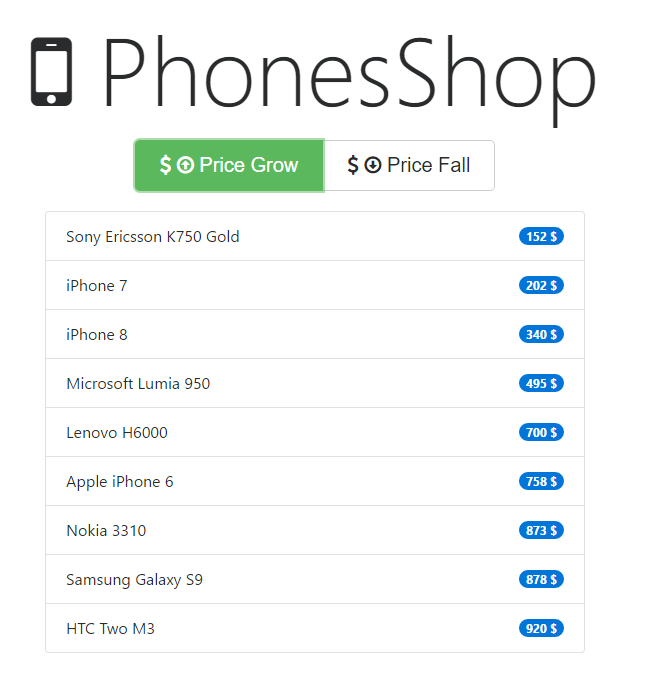 PhonesShop
$ Price Grow $ Price Fall
Sony Ericsson K750 Gold 152 $
iPhone 7 202 $
iPhone 8 340 $
Microsoft Lumia 950 495 $
Lenovo H6000 700 $
Apple iPhone 6 758 $
Nokia 3310 873 $
Samsung Galaxy S9 878 $
HTC Two M3 920 $